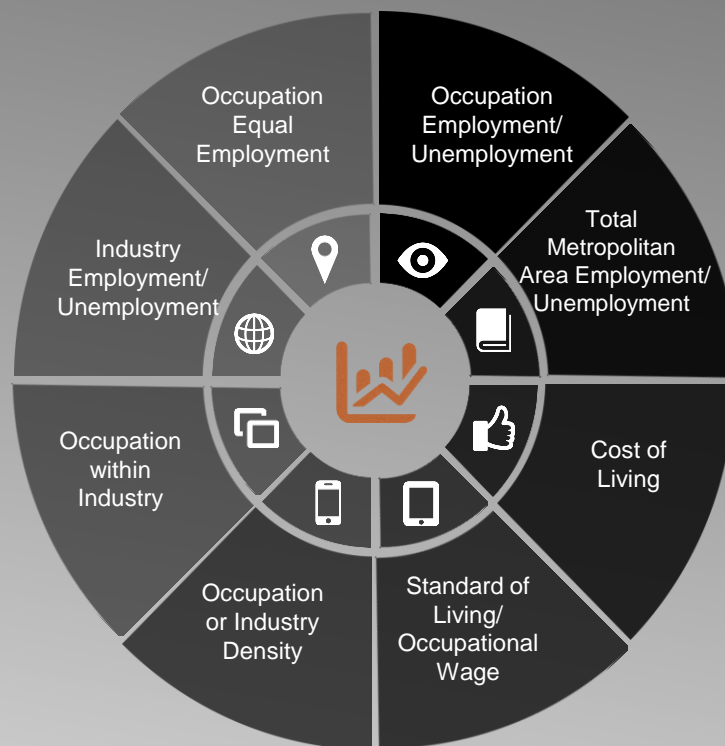 Occupation
Equal
Employment
Occupation
Employment/
Unemployment
Industry
Employment/
Unemployment
Total
Metropolitan
Area Employment/
Unemployment
Occupation
within
Industry
Cost of
Living
Occupation
or Industry
Density
Standard of
Living/
Occupational
Wage